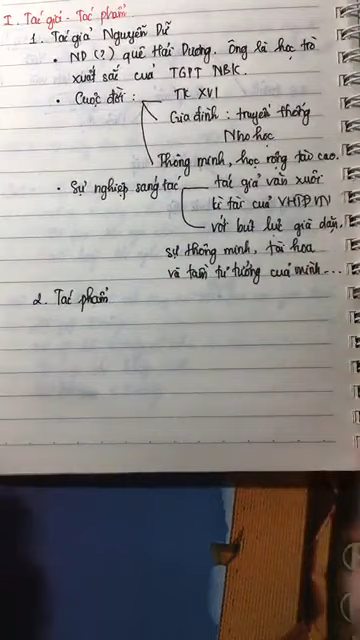 I. Tác giả - Tác phẩm
1. Tác giả Nguyễn Dữ
• ND (?) quê Hải Dương. Ông là học trò
xuất sắc của TGPT NBK.
• Cuộc đời: TK XVI
Gia đình: truyền thống
Nho học
Thông minh, học rộng tài cao.
• Sự nghiệp sáng tác tác giả văn xuôi
kì tài của VHTĐVN
vót bút lực già dặn,
sự thông minh, tài hoa
và tâm tư tưởng của mình...
2. Tác phẩm